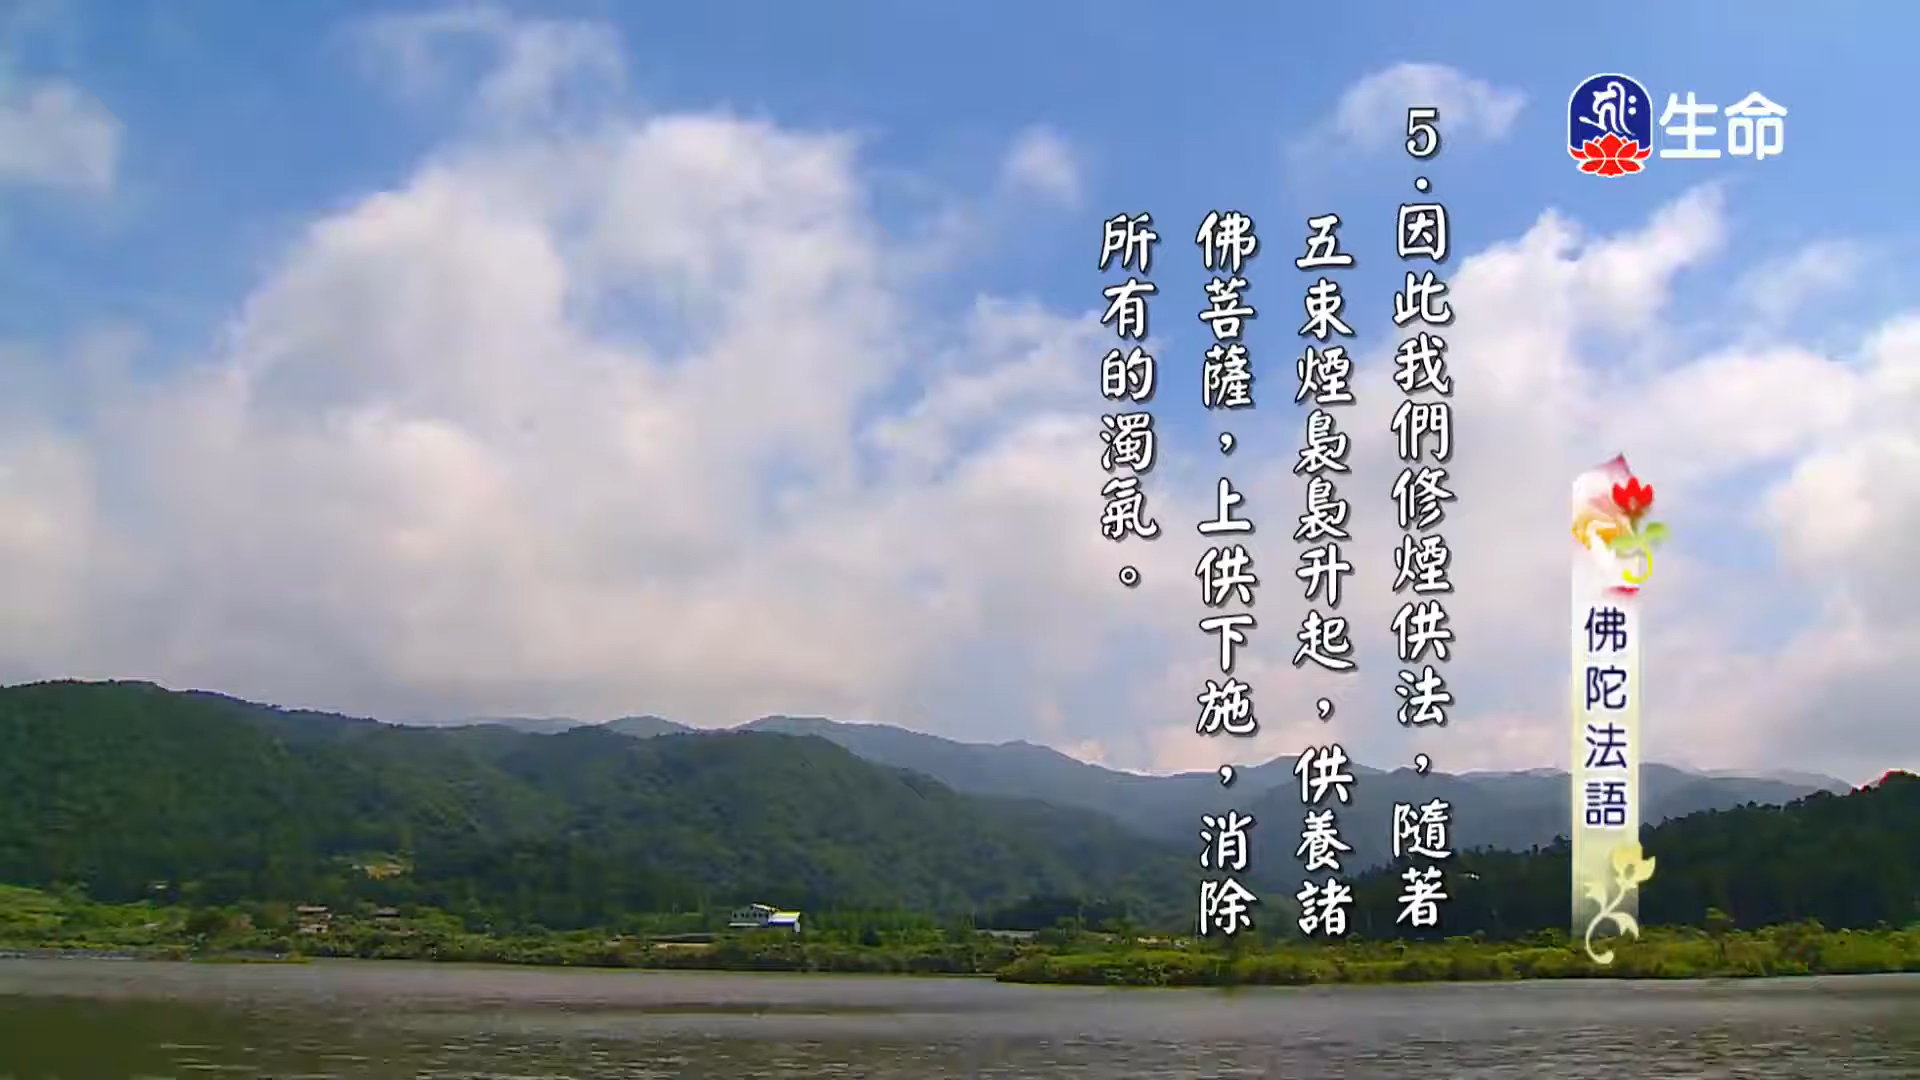 生命
5.因此我們修煙供法，隨著
五束煙裊裊升起，供養諸
佛菩薩，上供下施，消除
所有的濁氣。
佛陀法語